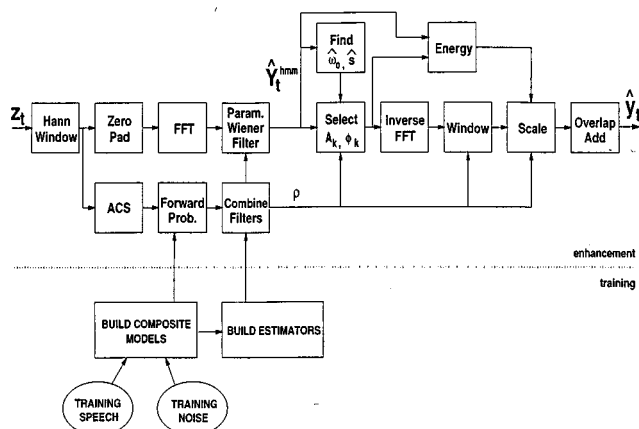 Find
ω̂₀, ŝ
Energy
Ŷₜʰᵐᵐ
zₜ
Hann
Window
Zero
Pad
FFT
Param.
Wiener
Filter
Select
Aₖ, ϕₖ
Inverse
FFT
Window
Scale
Overlap
Add
ŷₜ
ACS
Forward
Prob.
Combine
Filters
ρ
enhancement
training
BUILD COMPOSITE
MODELS
BUILD ESTIMATORS
TRAINING
SPEECH
TRAINING
NOISE